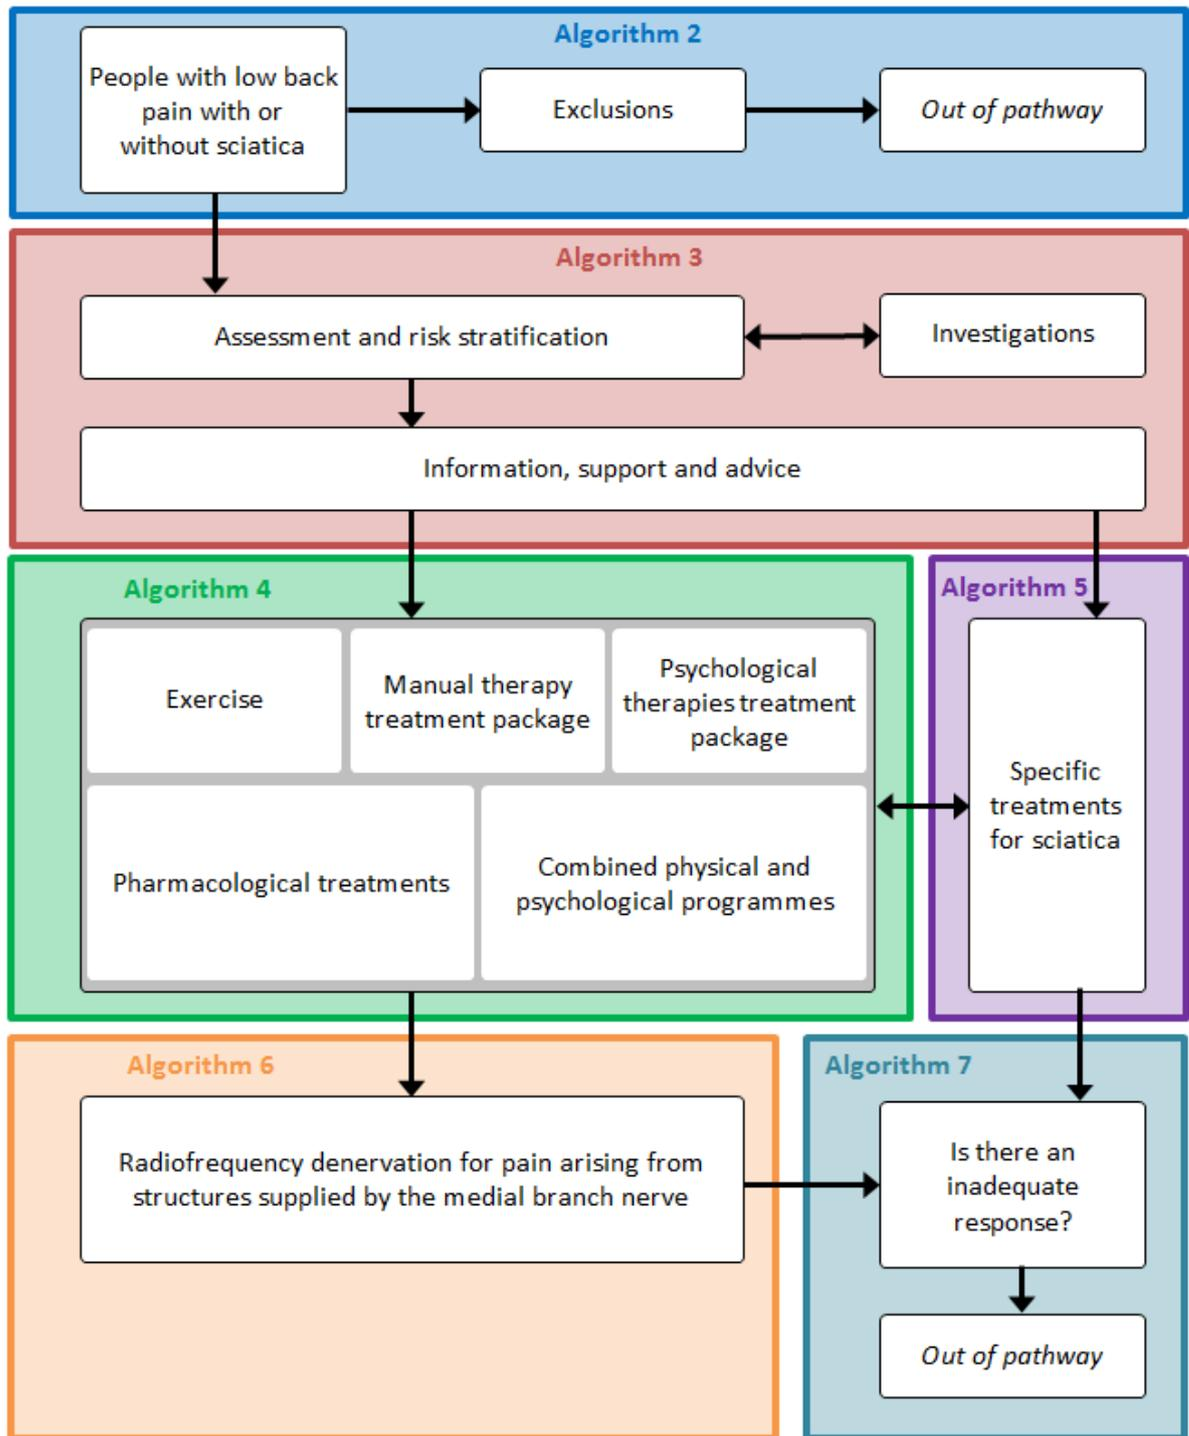 Algorithm 2
People with low back
pain with or
without sciatica
Exclusions
Out of pathway
Algorithm 3
Assessment and risk stratification
Investigations
Information, support and advice
Algorithm 4
Exercise
Manual therapy
treatment package
Psychological
therapies treatment
package
Pharmacological treatments
Combined physical and
psychological programmes
Algorithm 5
Specific
treatments
for sciatica
Algorithm 6
Radiofrequency denervation for pain arising from
structures supplied by the medial branch nerve
Algorithm 7
Is there an
inadequate
response?
Out of pathway